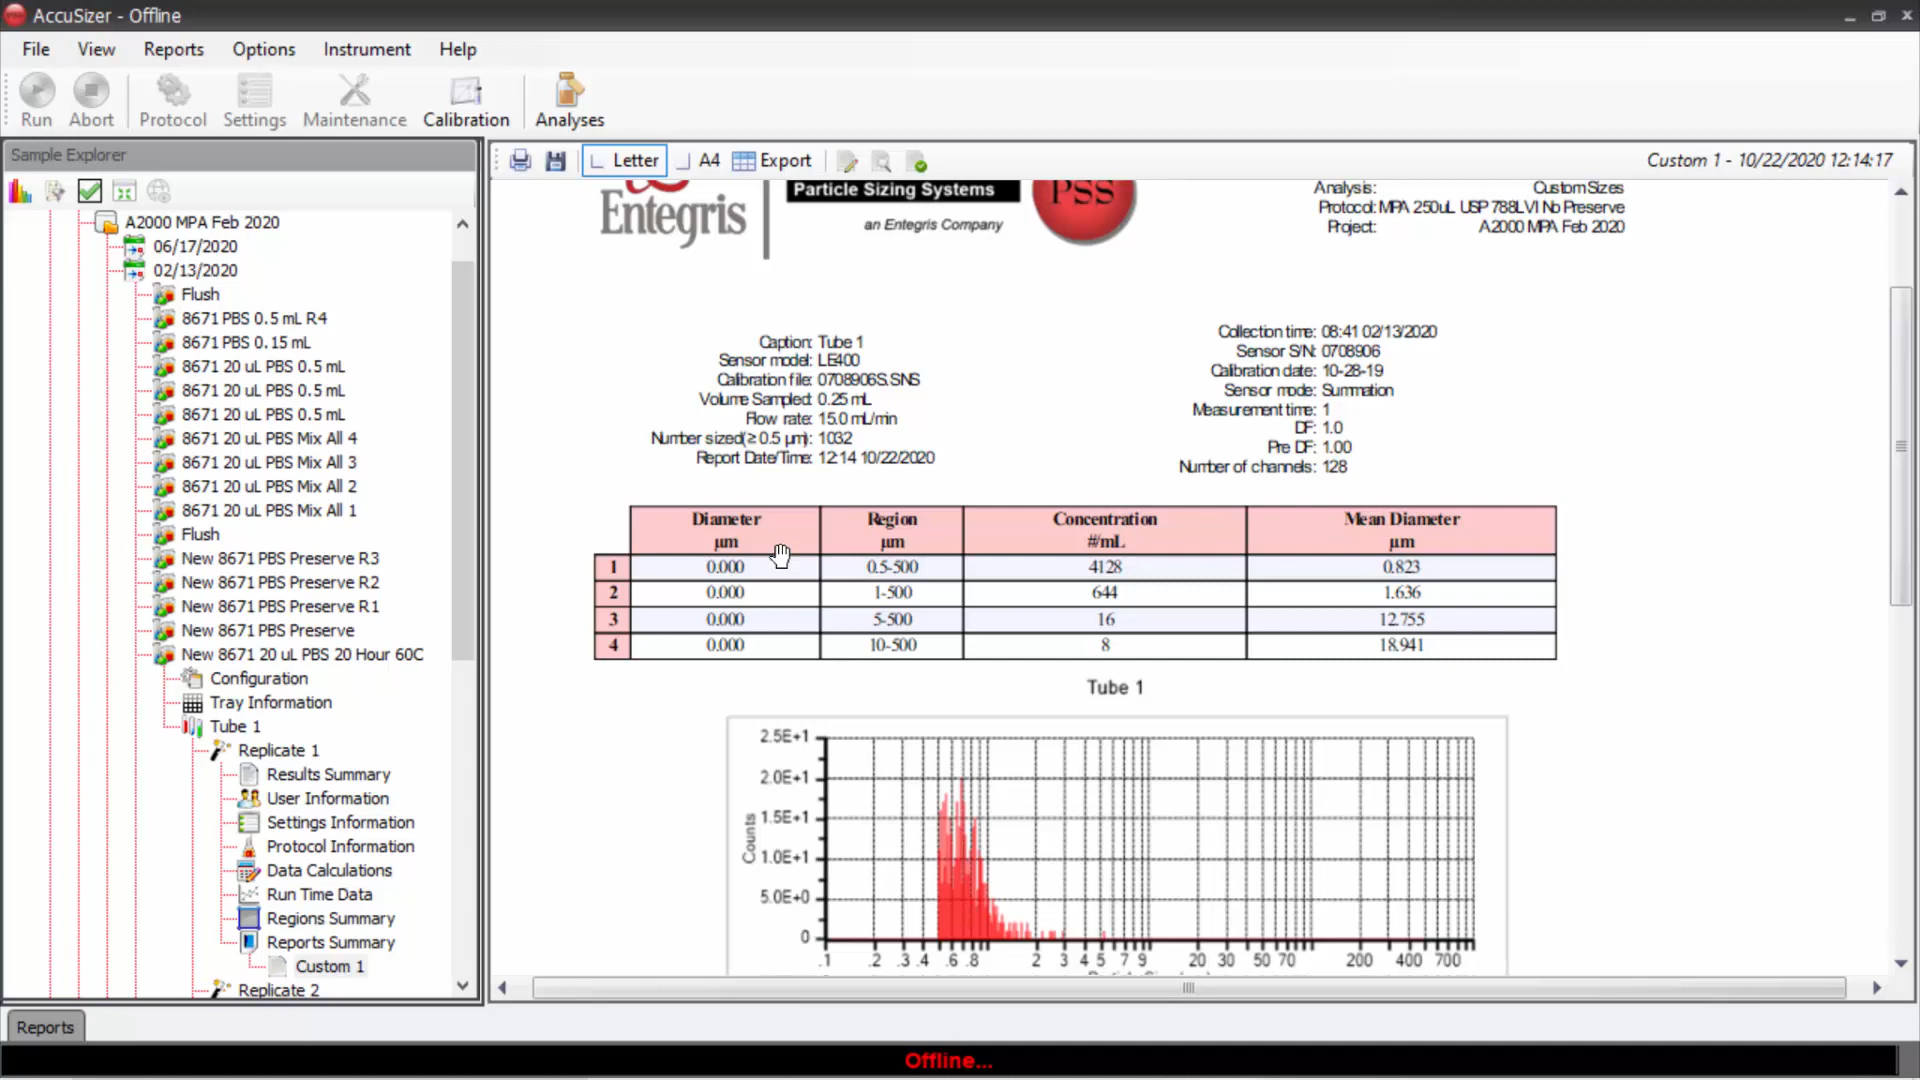 AccuSizer - Offline
File View Reports Options Instrument Help
Run Abort Protocol Settings Maintenance Calibration Analyses
Sample Explorer
A2000 MPA Feb 2020
06/17/2020
02/13/2020
Flush
8671 PBS 0.5 mL R4
8671 PBS 0.15 mL
8671 20 uL PBS 0.5 mL
8671 20 uL PBS 0.5 mL
8671 20 uL PBS 0.5 mL
8671 20 uL PBS Mix All 4
8671 20 uL PBS Mix All 3
8671 20 uL PBS Mix All 2
8671 20 uL PBS Mix All 1
Flush
New 8671 PBS Preserve R3
New 8671 PBS Preserve R2
New 8671 PBS Preserve R1
New 8671 PBS Preserve
New 8671 20 uL PBS 20 Hour 60C
Configuration
Tray Information
Tube 1
Replicate 1
Results Summary
User Information
Settings Information
Protocol Information
Data Calculations
Run Time Data
Regions Summary
Reports Summary
Custom 1
Replicate 2
Letter A4 Export
Custom 1 - 10/22/2020 12:14:17
Entegris
Particle Sizing Systems
an Entegris Company
PSS
Analysis: CustomSizes
Protocol: MPA 250uL USP 788LVI No Preserve
Project: A2000 MPA Feb 2020
Caption: Tube 1
Sensor model: LE400
Calibration file: 0708906S.SNS
Volume Sampled: 0.25 mL
Flow rate: 15.0 mL/min
Number sized(≥ 0.5 µm): 1032
Report Date/Time: 12:14 10/22/2020
Collection time: 08:41 02/13/2020
Sensor S/N: 0708906
Calibration date: 10-28-19
Sensor mode: Summation
Measurement time: 1
DF: 1.0
Pre DF: 1.00
Number of channels: 128
Diameter Region Concentration Mean Diameter
µm µm #/mL µm
1 0.000 0.5-500 4128 0.823
2 0.000 1-500 644 1.636
3 0.000 5-500 16 12.755
4 0.000 10-500 8 18.941
Tube 1
Counts
2.5E+1
2.0E+1
1.5E+1
1.0E+1
5.0E+0
0
.1 .2 .3 .4 .6 .8 2 3 4 5 7 9 20 30 50 70 200 400 700
Reports
Offline...